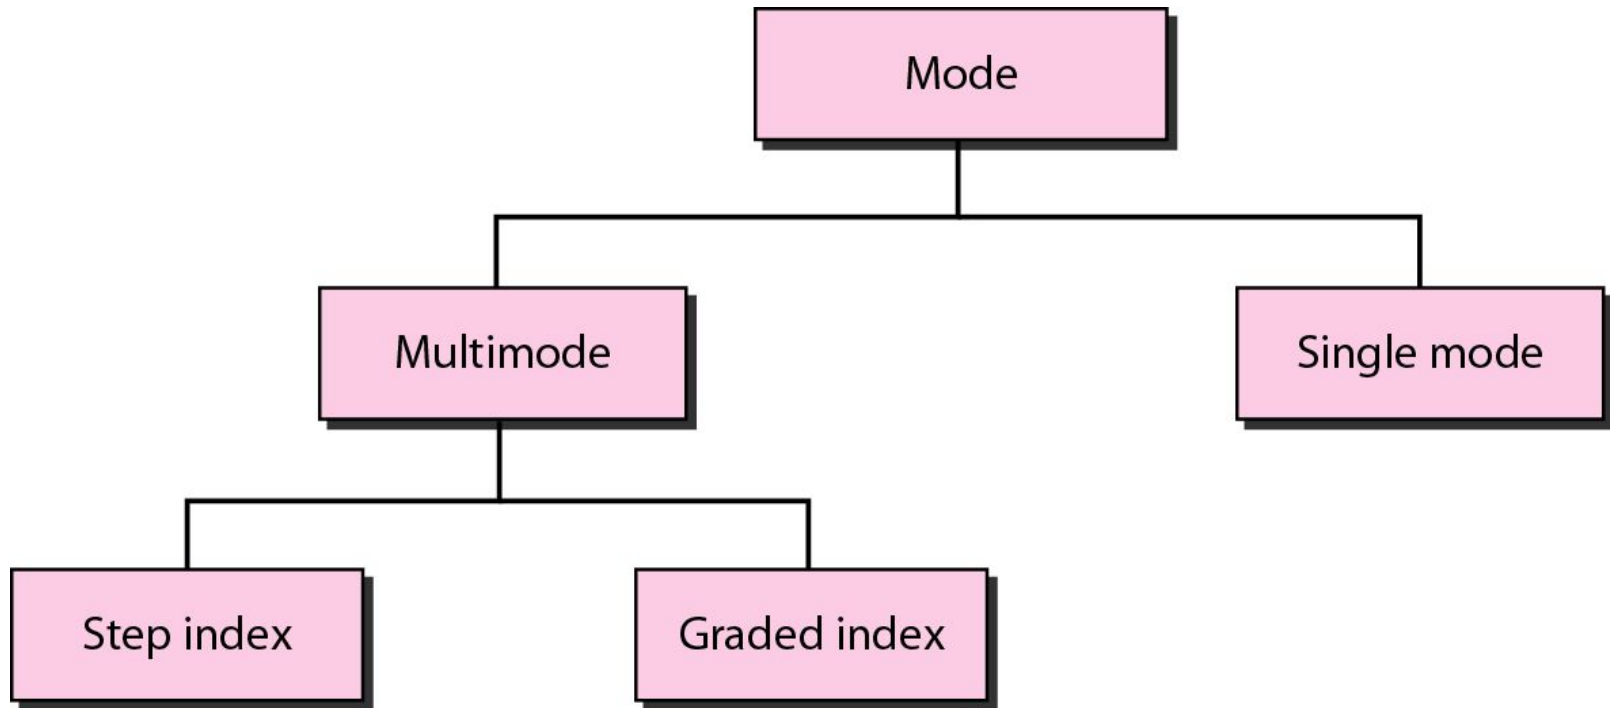 Mode
Multimode
Single mode
Step index
Graded index